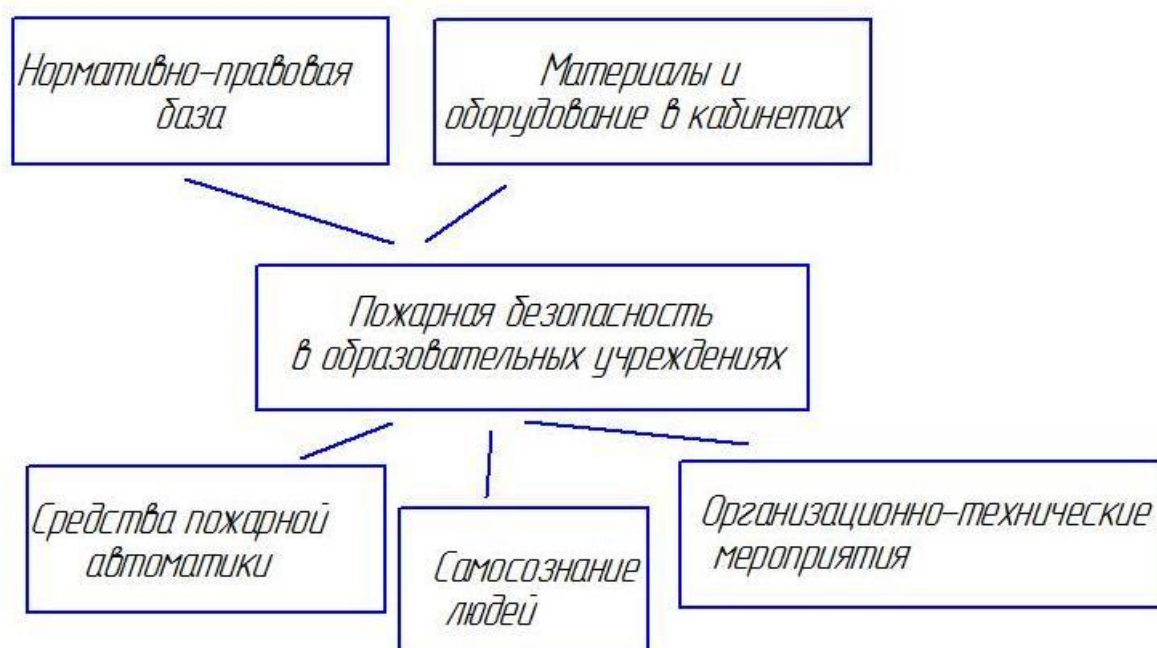 Нормативно-правовая
база
Материалы и
оборудование в кабинетах
Пожарная безопасность
в образовательных учреждениях
Средства пожарной
автоматики
Самосознание
людей
Организационно-технические
мероприятия